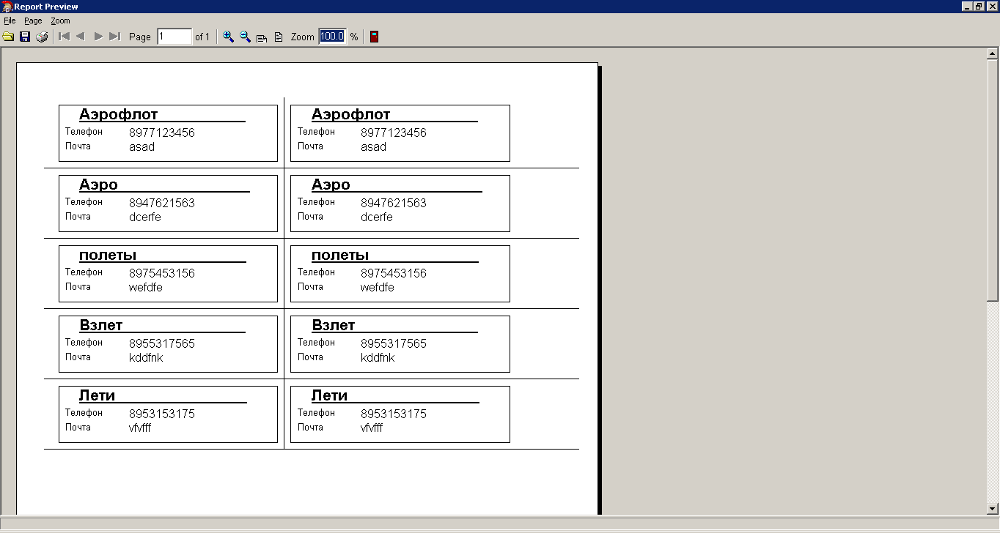 Report Preview
File Page Zoom
Page 1 of 1 Zoom 100.0 %
Аэрофлот Аэрофлот
Телефон 8977123456 Телефон 8977123456
Почта asad Почта asad
Аэро Аэро
Телефон 8947621563 Телефон 8947621563
Почта dcerfe Почта dcerfe
полеты полеты
Телефон 8975453156 Телефон 8975453156
Почта wefdfe Почта wefdfe
Взлет Взлет
Телефон 8955317565 Телефон 8955317565
Почта kddfnk Почта kddfnk
Лети Лети
Телефон 8953153175 Телефон 8953153175
Почта vfvfff Почта vfvfff